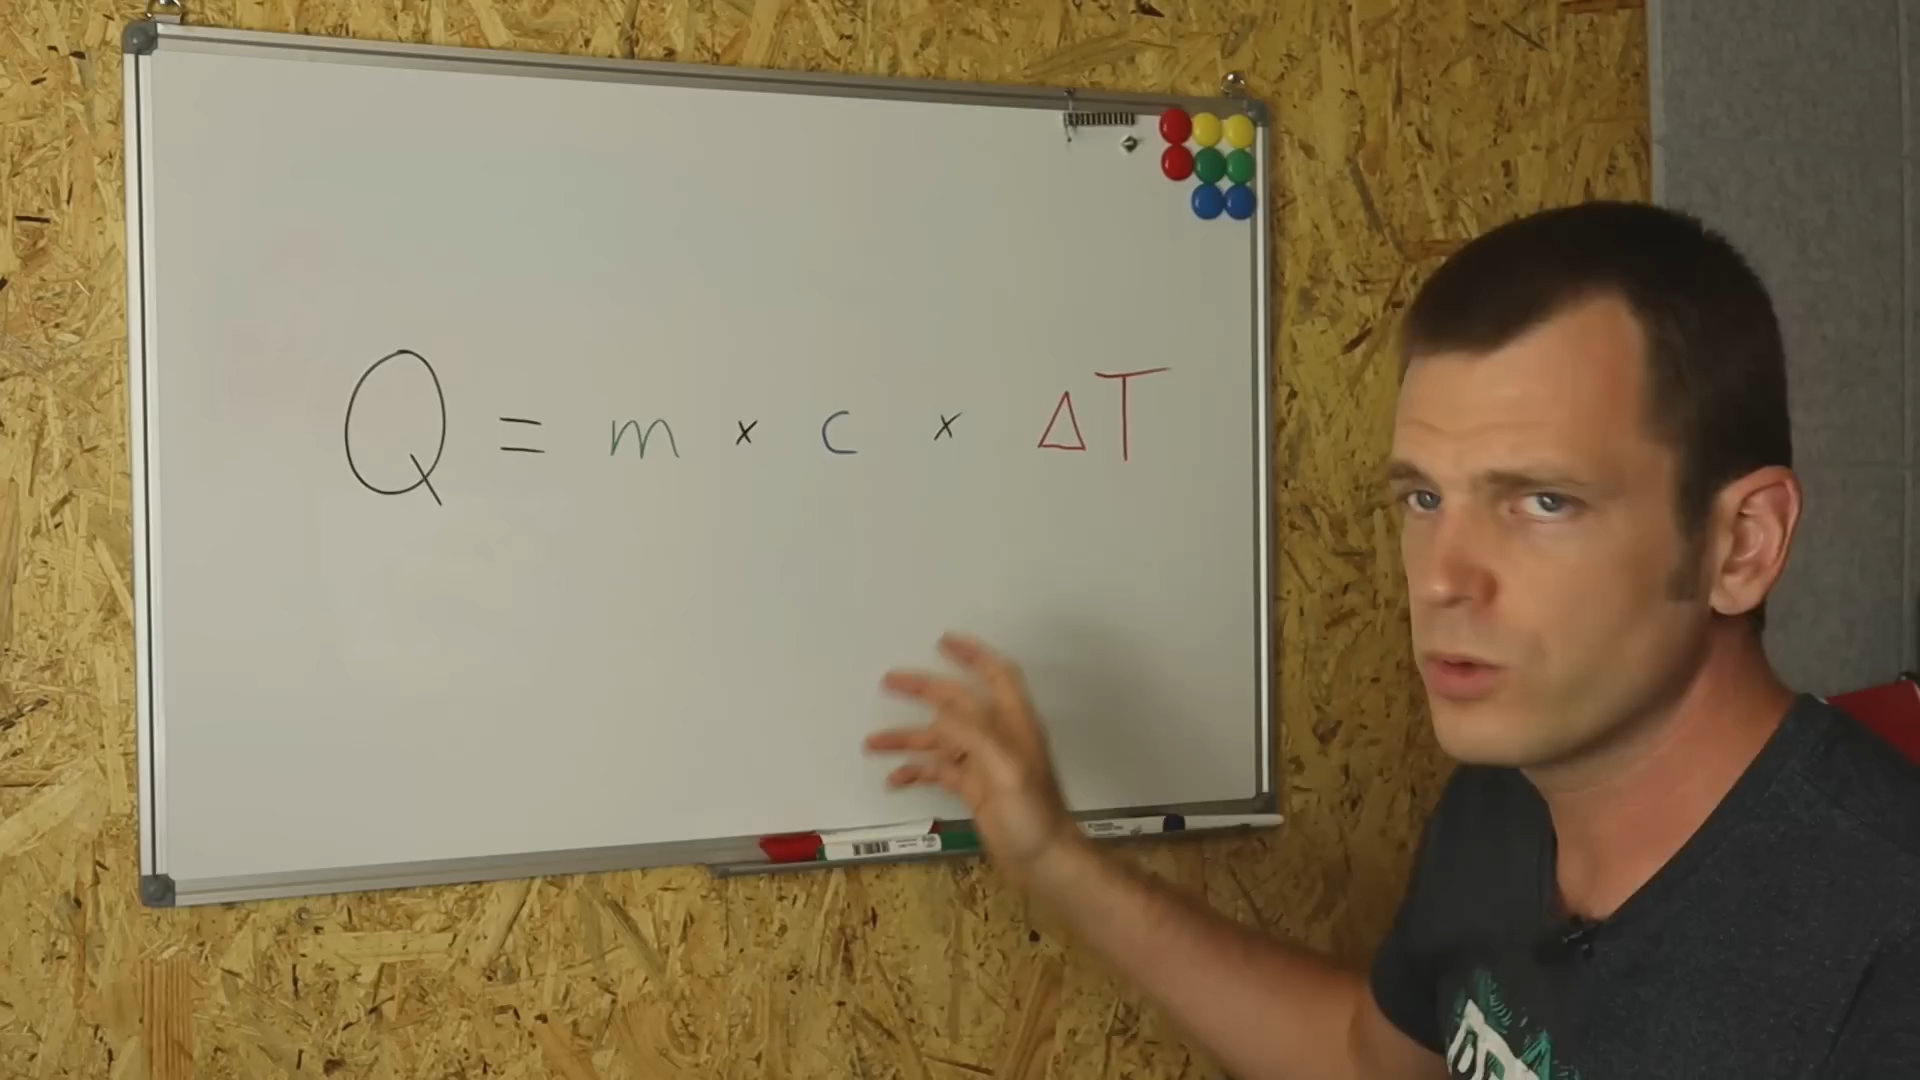 Q = m × c × ΔT